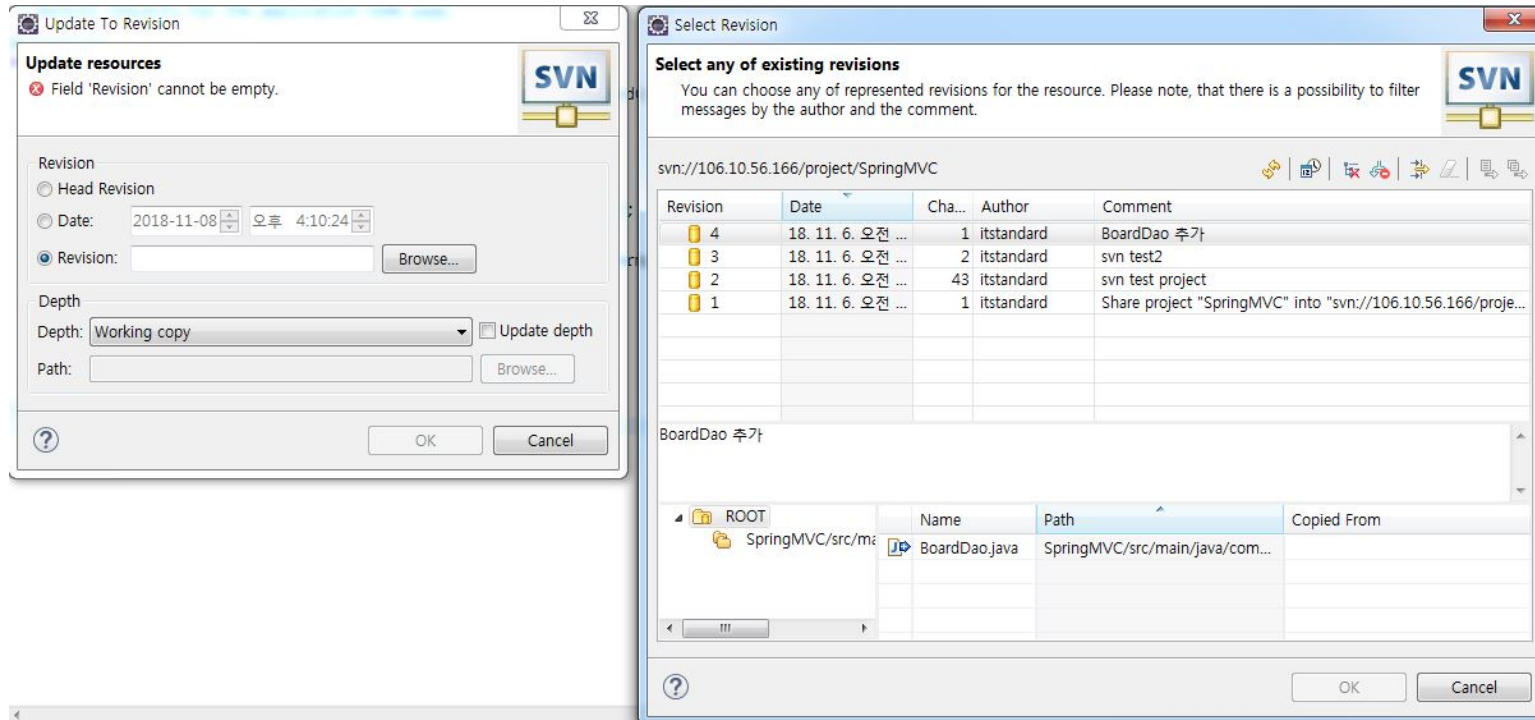 Update To Revision
Update resources
Field 'Revision' cannot be empty.
SVN
Revision
Head Revision
Date: 2018-11-08 오후 4:10:24
Revision: Browse...
Depth
Depth: Working copy Update depth
Path: Browse...
OK Cancel
Select Revision
Select any of existing revisions
You can choose any of represented revisions for the resource. Please note, that there is a possibility to filter
messages by the author and the comment.
SVN
svn://106.10.56.166/project/SpringMVC
Revision Date Cha... Author Comment
4 18. 11. 6. 오전 ... 1 itstandard BoardDao 추가
3 18. 11. 6. 오전 ... 2 itstandard svn test2
2 18. 11. 6. 오전 ... 43 itstandard svn test project
1 18. 11. 6. 오전 ... 1 itstandard Share project "SpringMVC" into "svn://106.10.56.166/proje...
BoardDao 추가
ROOT
SpringMVC/src/ma
Name Path Copied From
BoardDao.java SpringMVC/src/main/java/com...
OK Cancel